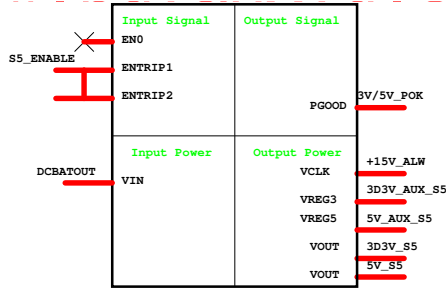 Input Signal
Output Signal
EN0
S5_ENABLE
ENTRIP1
ENTRIP2
3V/5V_POK
PGOOD
Input Power
Output Power
DCBATOUT
VIN
VCLK
+15V_ALW
VREG3
3D3V_AUX_S5
VREG5
5V_AUX_S5
VOUT
3D3V_S5
VOUT
5V_S5